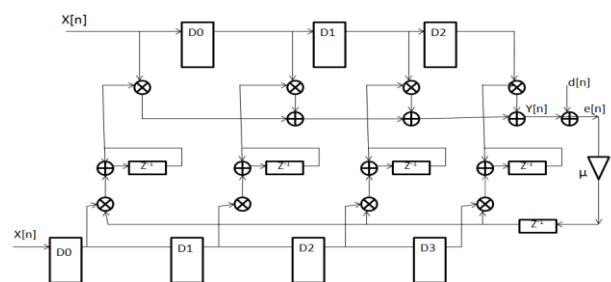 X[n]
D0
D1
D2
d[n]
Y[n]
e[n]
Z-1
Z-1
Z-1
Z-1
μ
Z-1
X[n]
D0
D1
D2
D3